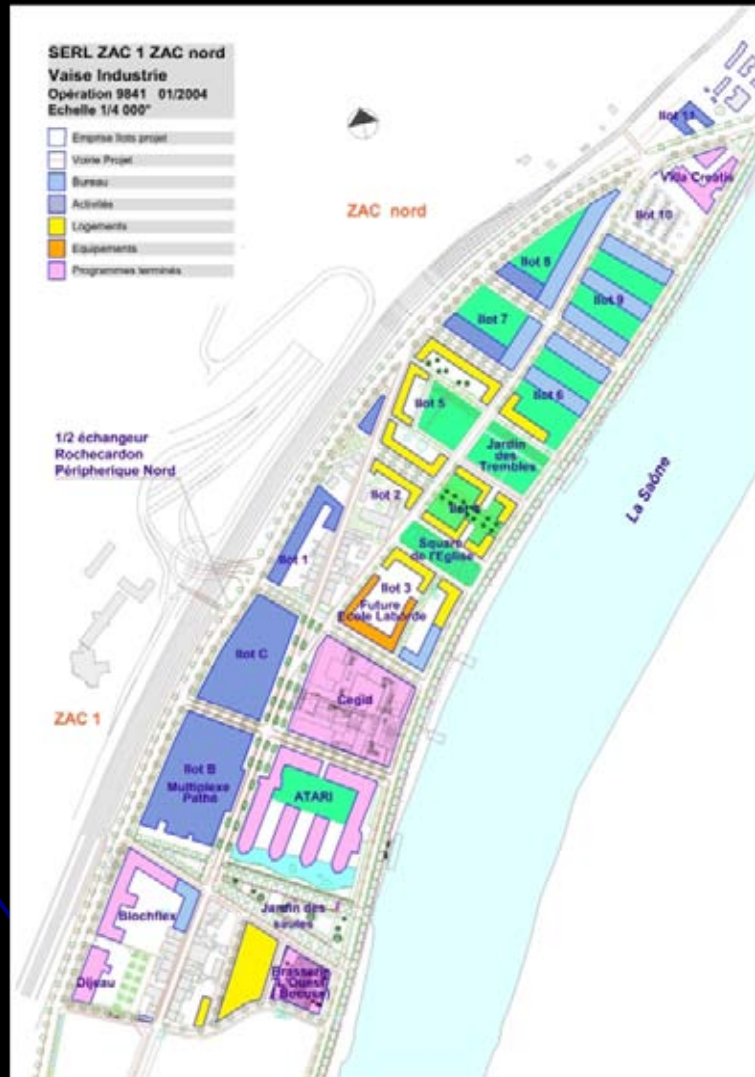 SERL ZAC 1 ZAC nord
Vaise Industrie
Opération 9841 01/2004
Echelle 1/4 000°
Emprise îlots projet
Voirie Projet
Bureau
Activités
Logements
Equipements
Programmes terminés
ZAC nord
Ilot 11
Vkla Creatis
Ilot 10
Ilot 8
Ilot 9
Ilot 7
Ilot 6
Ilot 5
Jardin
des
Trembles
1/2 échangeur
Rochecardon
Péripherique Nord
La Saône
Ilot 2
Square
de l'Eglise
Ilot 1
Ilot 3
Future
Ecole Laborde
Ilot C
Cegid
ZAC 1
Ilot B
Multiplexe
Pathé
ATARI
Blochflex
Jardin des
saules
Dijeau
Brasserie